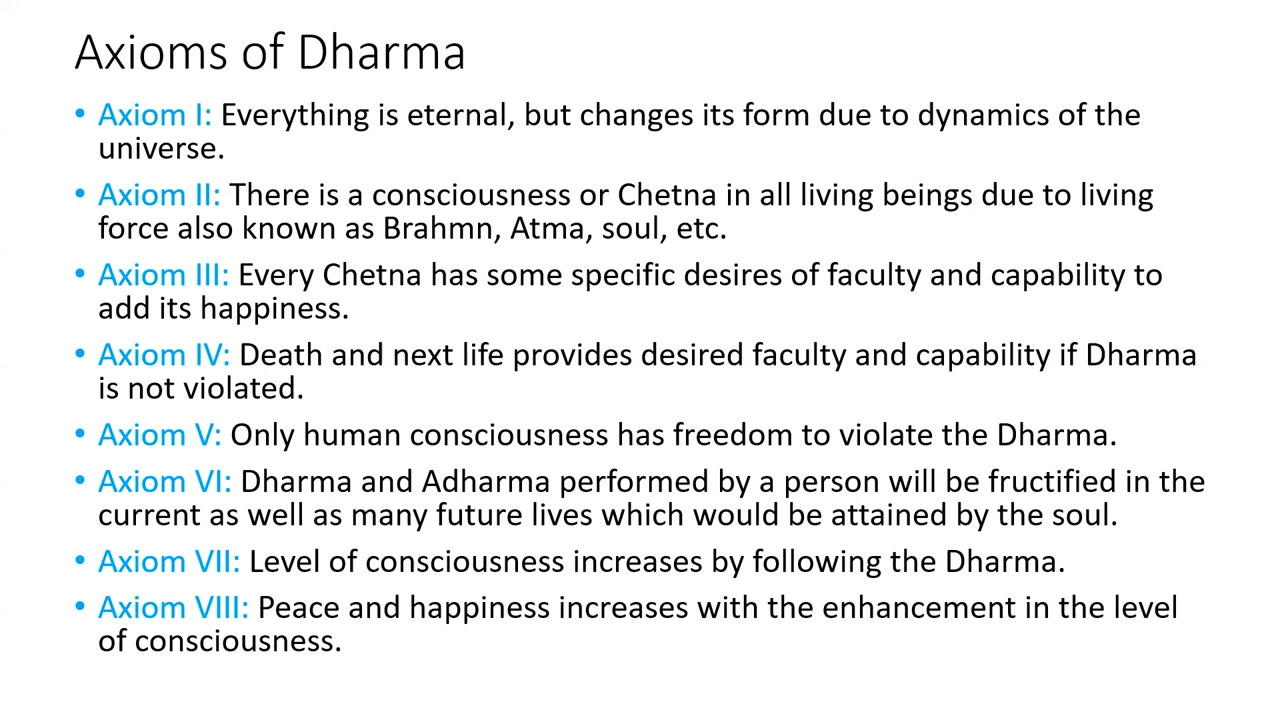 Axioms of Dharma
• Axiom I: Everything is eternal, but changes its form due to dynamics of the
universe.
• Axiom II: There is a consciousness or Chetna in all living beings due to living
force also known as Brahmn, Atma, soul, etc.
• Axiom III: Every Chetna has some specific desires of faculty and capability to
add its happiness.
• Axiom IV: Death and next life provides desired faculty and capability if Dharma
is not violated.
• Axiom V: Only human consciousness has freedom to violate the Dharma.
• Axiom VI: Dharma and Adharma performed by a person will be fructified in the
current as well as many future lives which would be attained by the soul.
• Axiom VII: Level of consciousness increases by following the Dharma.
• Axiom VIII: Peace and happiness increases with the enhancement in the level
of consciousness.